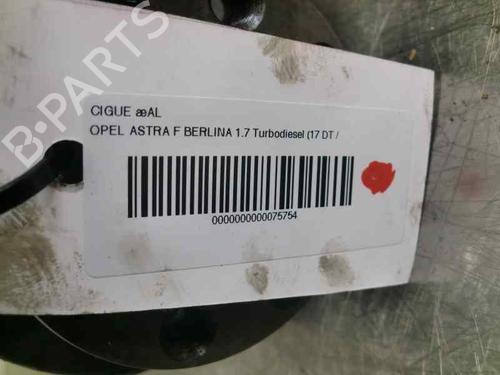 B-PARTS
CIGUE æAL
OPEL ASTRA F BERLINA 1.7 Turbodiesel (17 DT /
0000000000075754